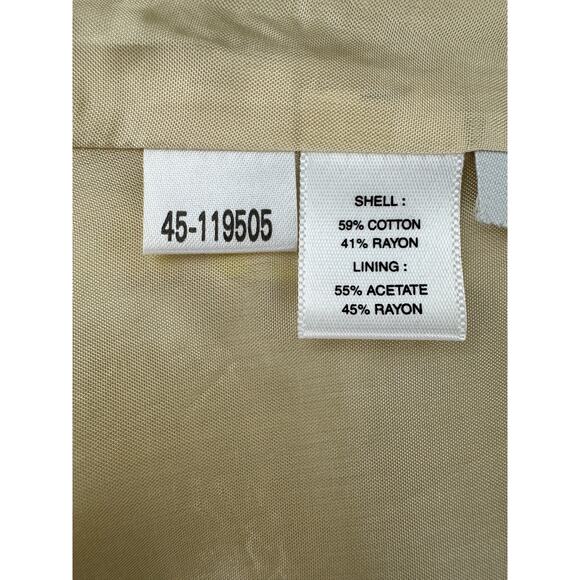 45-119505
SHELL :
59% COTTON
41% RAYON
LINING :
55% ACETATE
45% RAYON